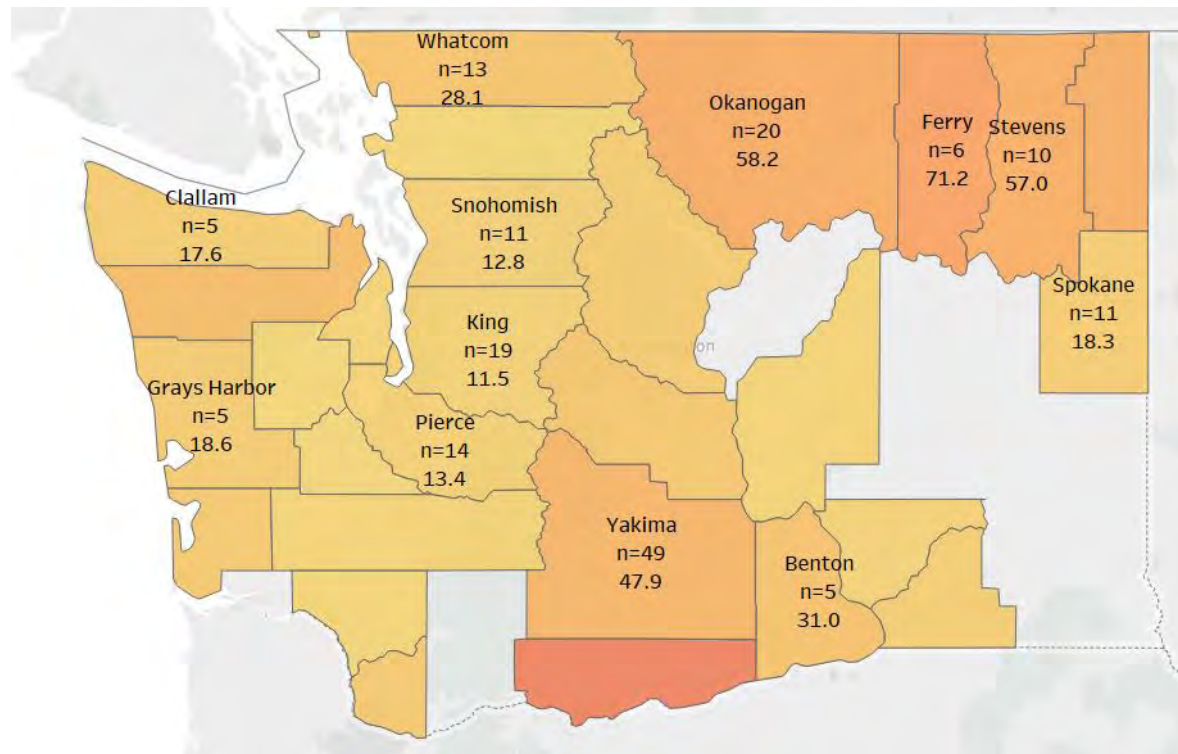 Whatcom
n=13
28.1
Okanogan
n=20
58.2
Ferry
n=6
71.2
Stevens
n=10
57.0
Clallam
n=5
17.6
Snohomish
n=11
12.8
Spokane
n=11
18.3
King
n=19
11.5
on
Grays Harbor
n=5
18.6
Pierce
n=14
13.4
Yakima
n=49
47.9
Benton
n=5
31.0